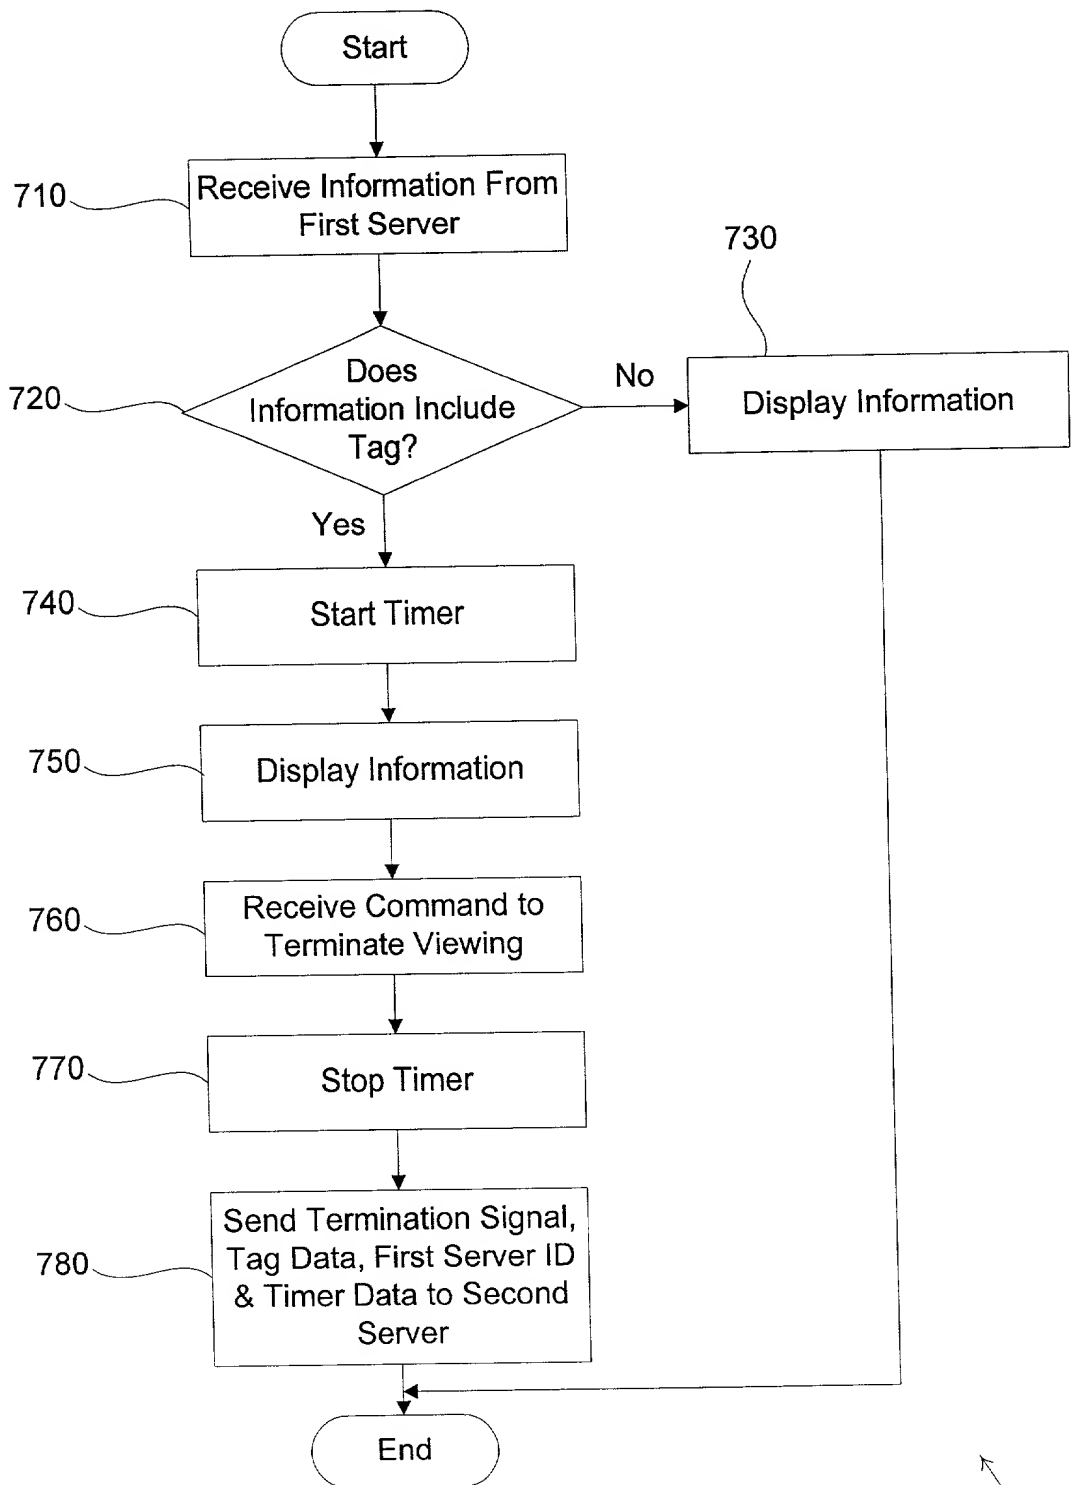 Start
710
Receive Information From
First Server
730
720
Does
Information Include
Tag?
No
Display Information
Yes
740
Start Timer
750
Display Information
760
Receive Command to
Terminate Viewing
770
Stop Timer
780
Send Termination Signal,
Tag Data, First Server ID
& Timer Data to Second
Server
End